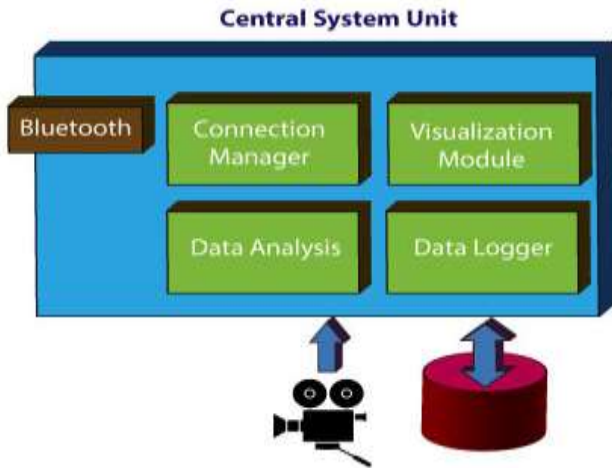 Central System Unit
Bluetooth
Connection
Manager
Visualization
Module
Data Analysis
Data Logger